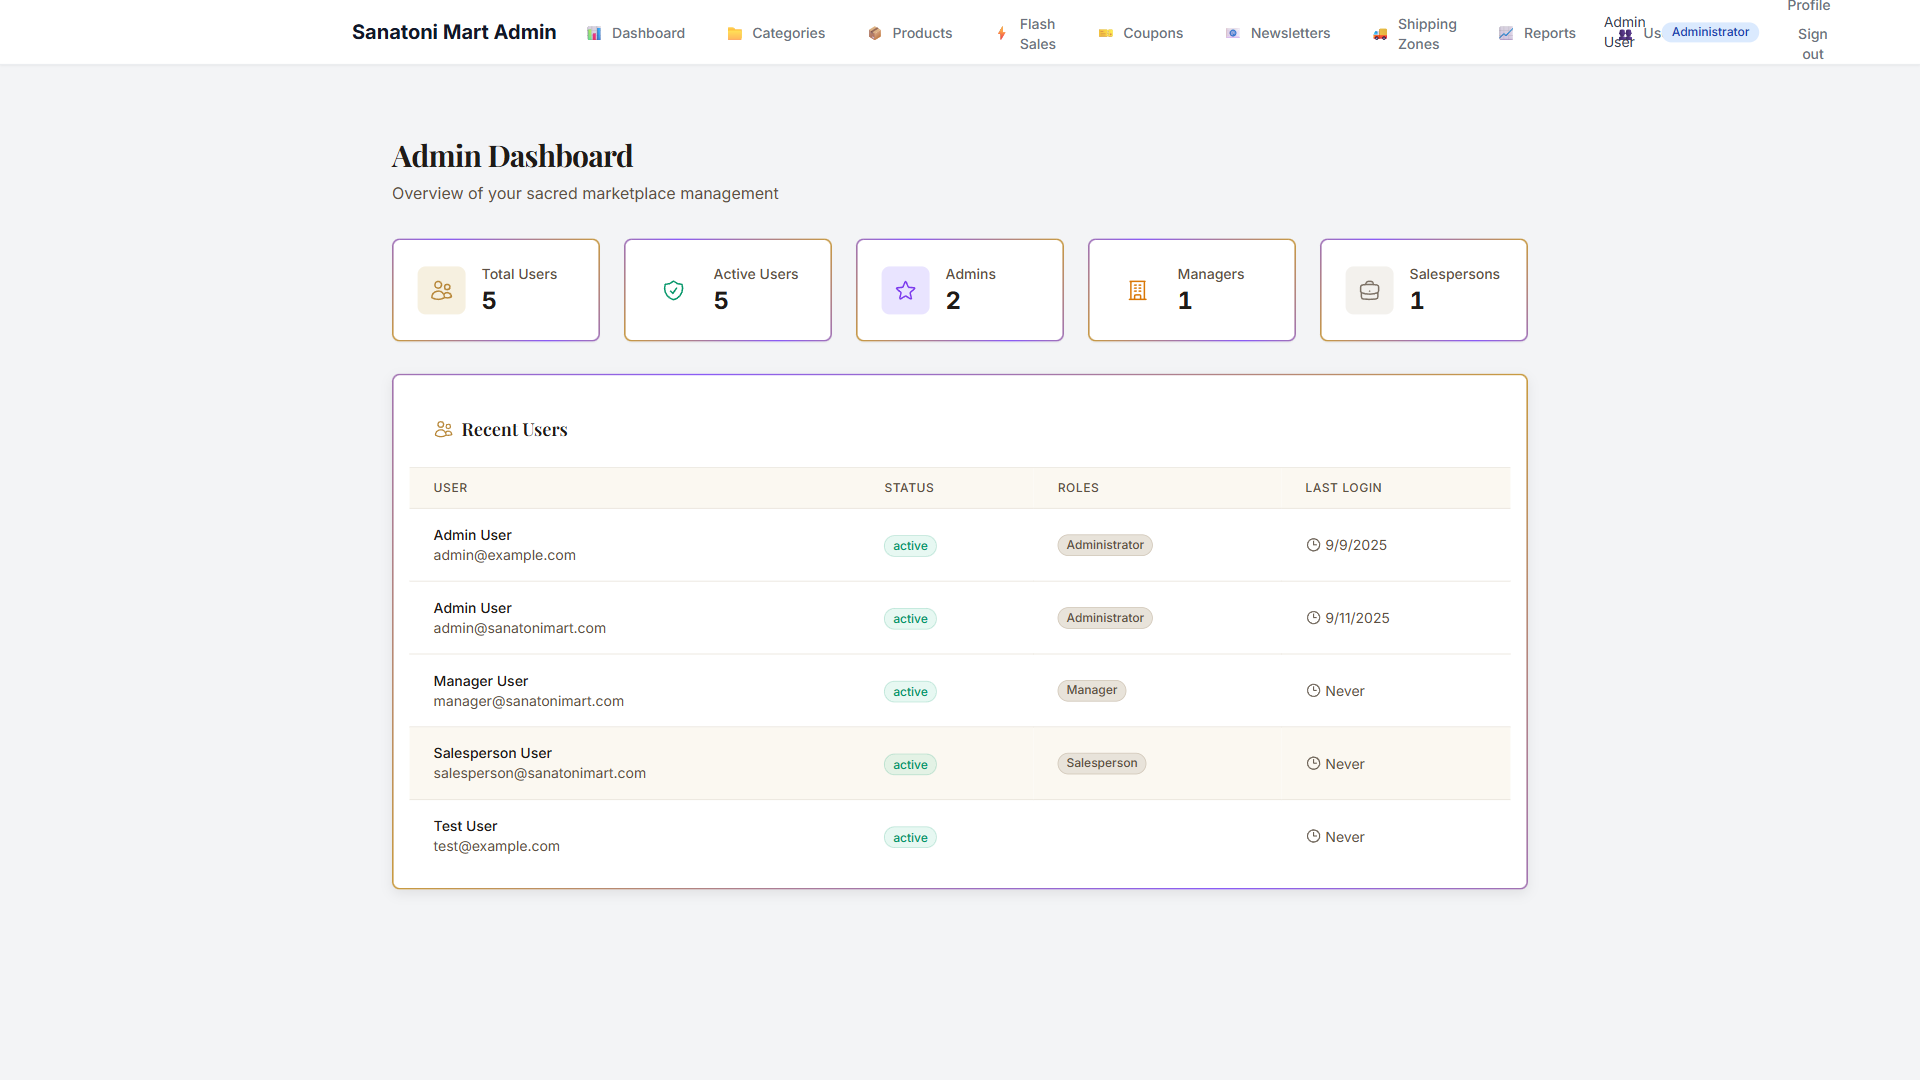 Sanatoni Mart Admin
Dashboard
Categories
Products
Flash
Sales
Coupons
Newsletters
Shipping
Zones
Reports
Us
Admin
User
Administrator
Profile
Sign
out
Admin Dashboard
Overview of your sacred marketplace management
Total Users
5
Active Users
5
Admins
2
Managers
1
Salespersons
1
Recent Users
USER STATUS ROLES LAST LOGIN
Admin User
admin@example.com
active
Administrator
9/9/2025
Admin User
admin@sanatonimart.com
active
Administrator
9/11/2025
Manager User
manager@sanatonimart.com
active
Manager
Never
Salesperson User
salesperson@sanatonimart.com
active
Salesperson
Never
Test User
test@example.com
active
Never